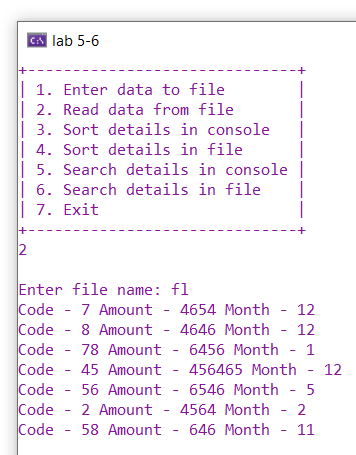 lab 5-6
+------------------------------+
| 1. Enter data to file        |
| 2. Read data from file       |
| 3. Sort details in console   |
| 4. Sort details in file      |
| 5. Search details in console |
| 6. Search details in file    |
| 7. Exit                      |
+------------------------------+
2
Enter file name: fl
Code - 7 Amount - 4654 Month - 12
Code - 8 Amount - 4646 Month - 12
Code - 78 Amount - 6456 Month - 1
Code - 45 Amount - 456465 Month - 12
Code - 56 Amount - 6546 Month - 5
Code - 2 Amount - 4564 Month - 2
Code - 58 Amount - 646 Month - 11